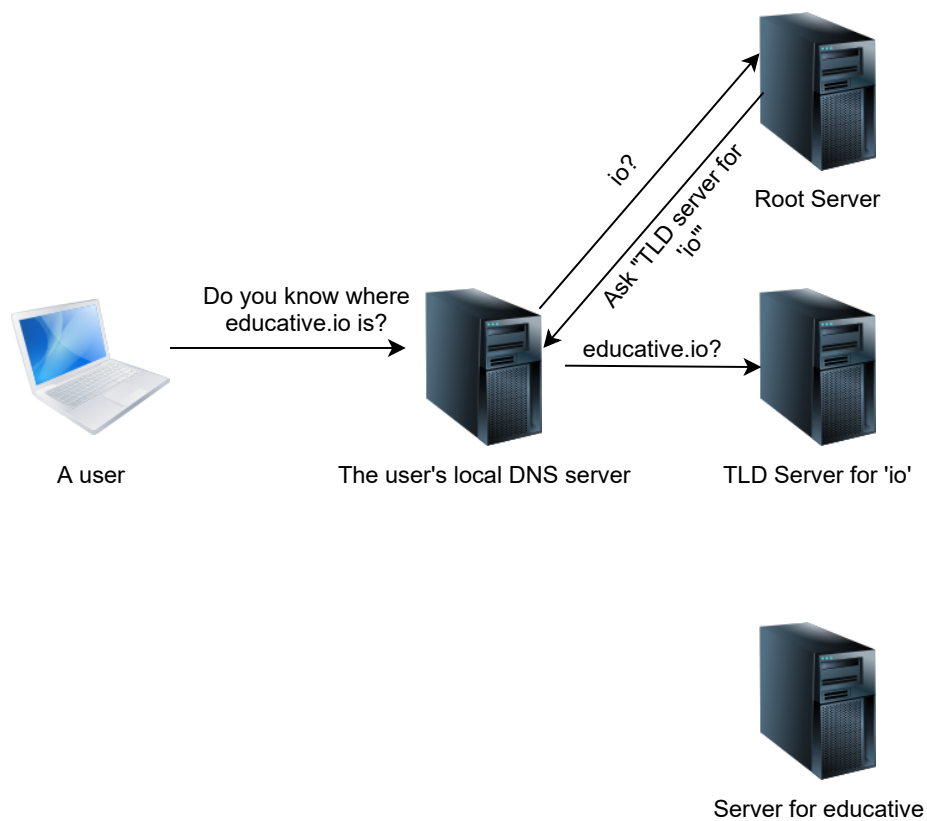 io?
Ask "TLD server for
'io'"
Root Server
Do you know where
educative.io is?
educative.io?
A user
The user's local DNS server
TLD Server for 'io'
Server for educative